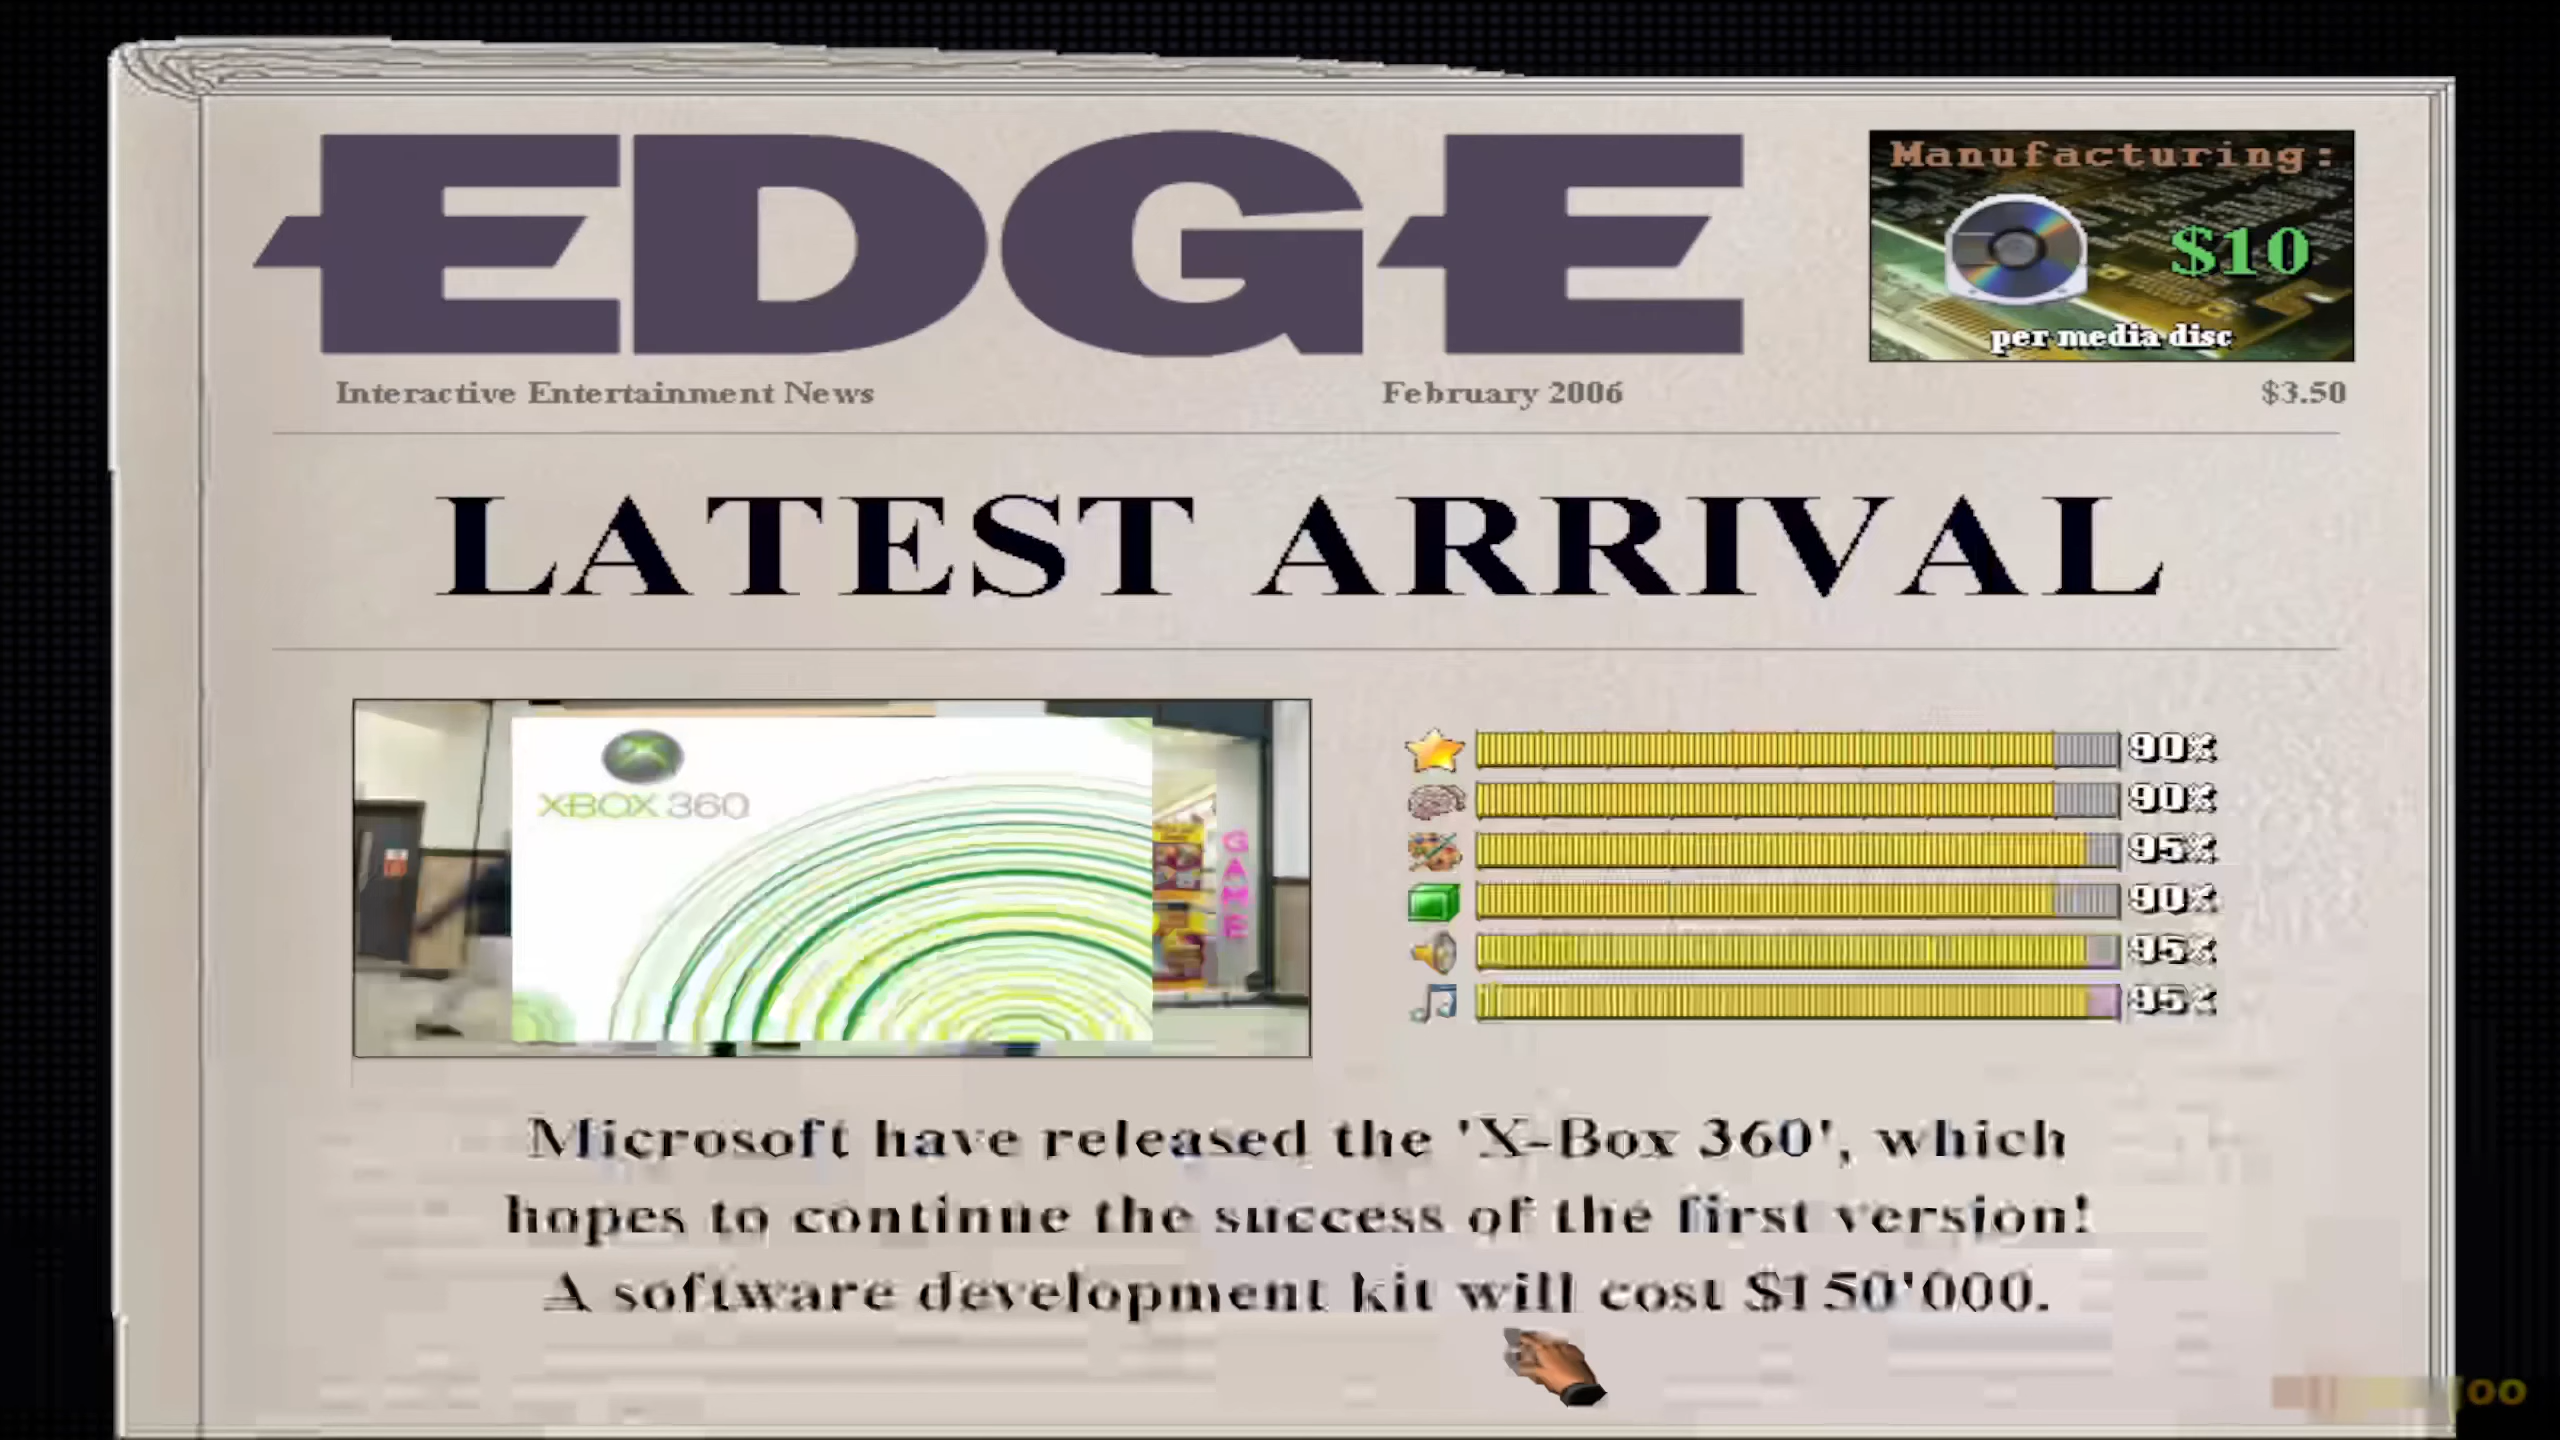 EDGE
Manufacturing:
$10
per media disc
Interactive Entertainment News
February 2006
$3.50
LATEST ARRIVAL
XBOX 360
GAME
90%
90%
95%
90%
95%
95%
Microsoft have released the 'X-Box 360', which
hopes to continue the success of the first version!
A software development kit will cost $150'000.